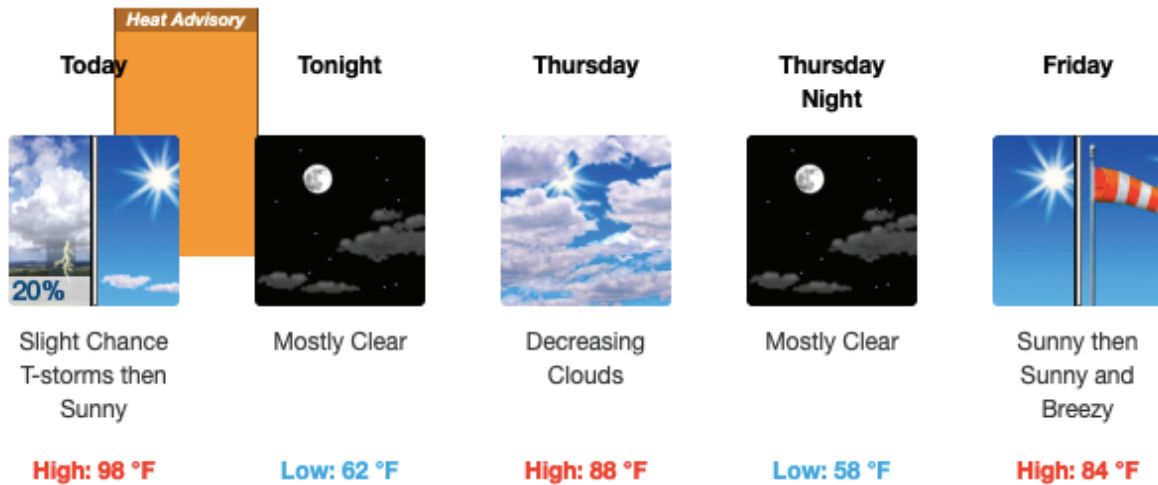 Heat Advisory
Today
Tonight
Thursday
Thursday
Night
Friday
20%
Slight Chance
T-storms then
Sunny
Mostly Clear
Decreasing
Clouds
Mostly Clear
Sunny then
Sunny and
Breezy
High: 98 °F
Low: 62 °F
High: 88 °F
Low: 58 °F
High: 84 °F